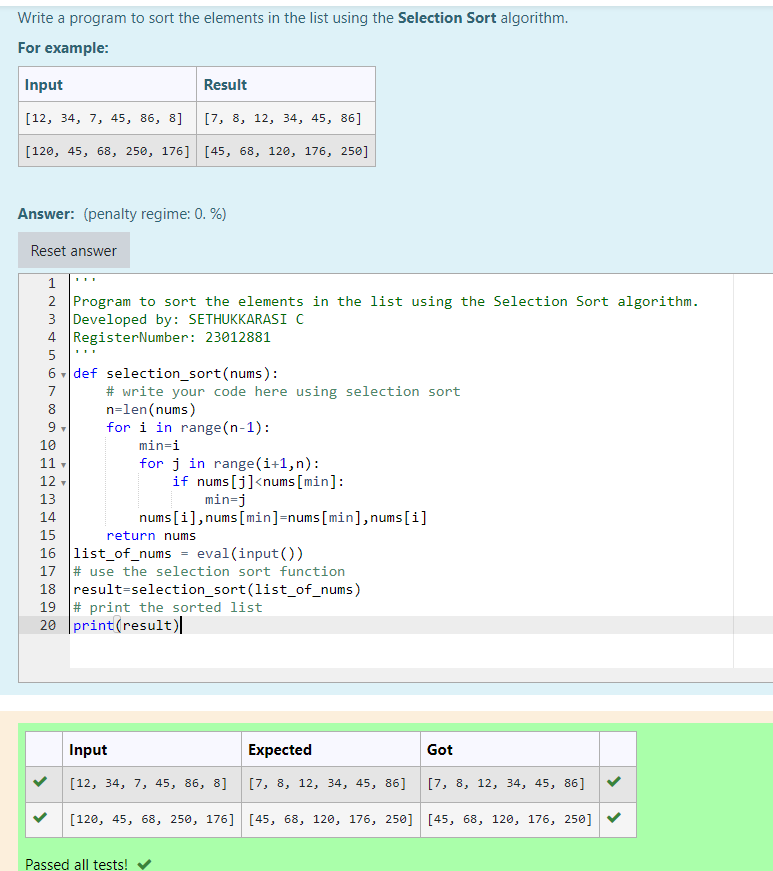 Write a program to sort the elements in the list using the Selection Sort algorithm.
For example:
Input Result
[12, 34, 7, 45, 86, 8] [7, 8, 12, 34, 45, 86]
[120, 45, 68, 250, 176] [45, 68, 120, 176, 250]
Answer: (penalty regime: 0. %)
Reset answer
1 '''
2 Program to sort the elements in the list using the Selection Sort algorithm.
3 Developed by: SETHUKKARASI C
4 RegisterNumber: 23012881
5 '''
6 def selection_sort(nums):
7     # write your code here using selection sort
8     n=len(nums)
9     for i in range(n-1):
10         min=i
11         for j in range(i+1,n):
12             if nums[j]<nums[min]:
13                 min=j
14         nums[i],nums[min]=nums[min],nums[i]
15     return nums
16 list_of_nums = eval(input())
17 # use the selection sort function
18 result=selection_sort(list_of_nums)
19 # print the sorted list
20 print(result)
Input Expected Got
[12, 34, 7, 45, 86, 8] [7, 8, 12, 34, 45, 86] [7, 8, 12, 34, 45, 86]
[120, 45, 68, 250, 176] [45, 68, 120, 176, 250] [45, 68, 120, 176, 250]
Passed all tests!